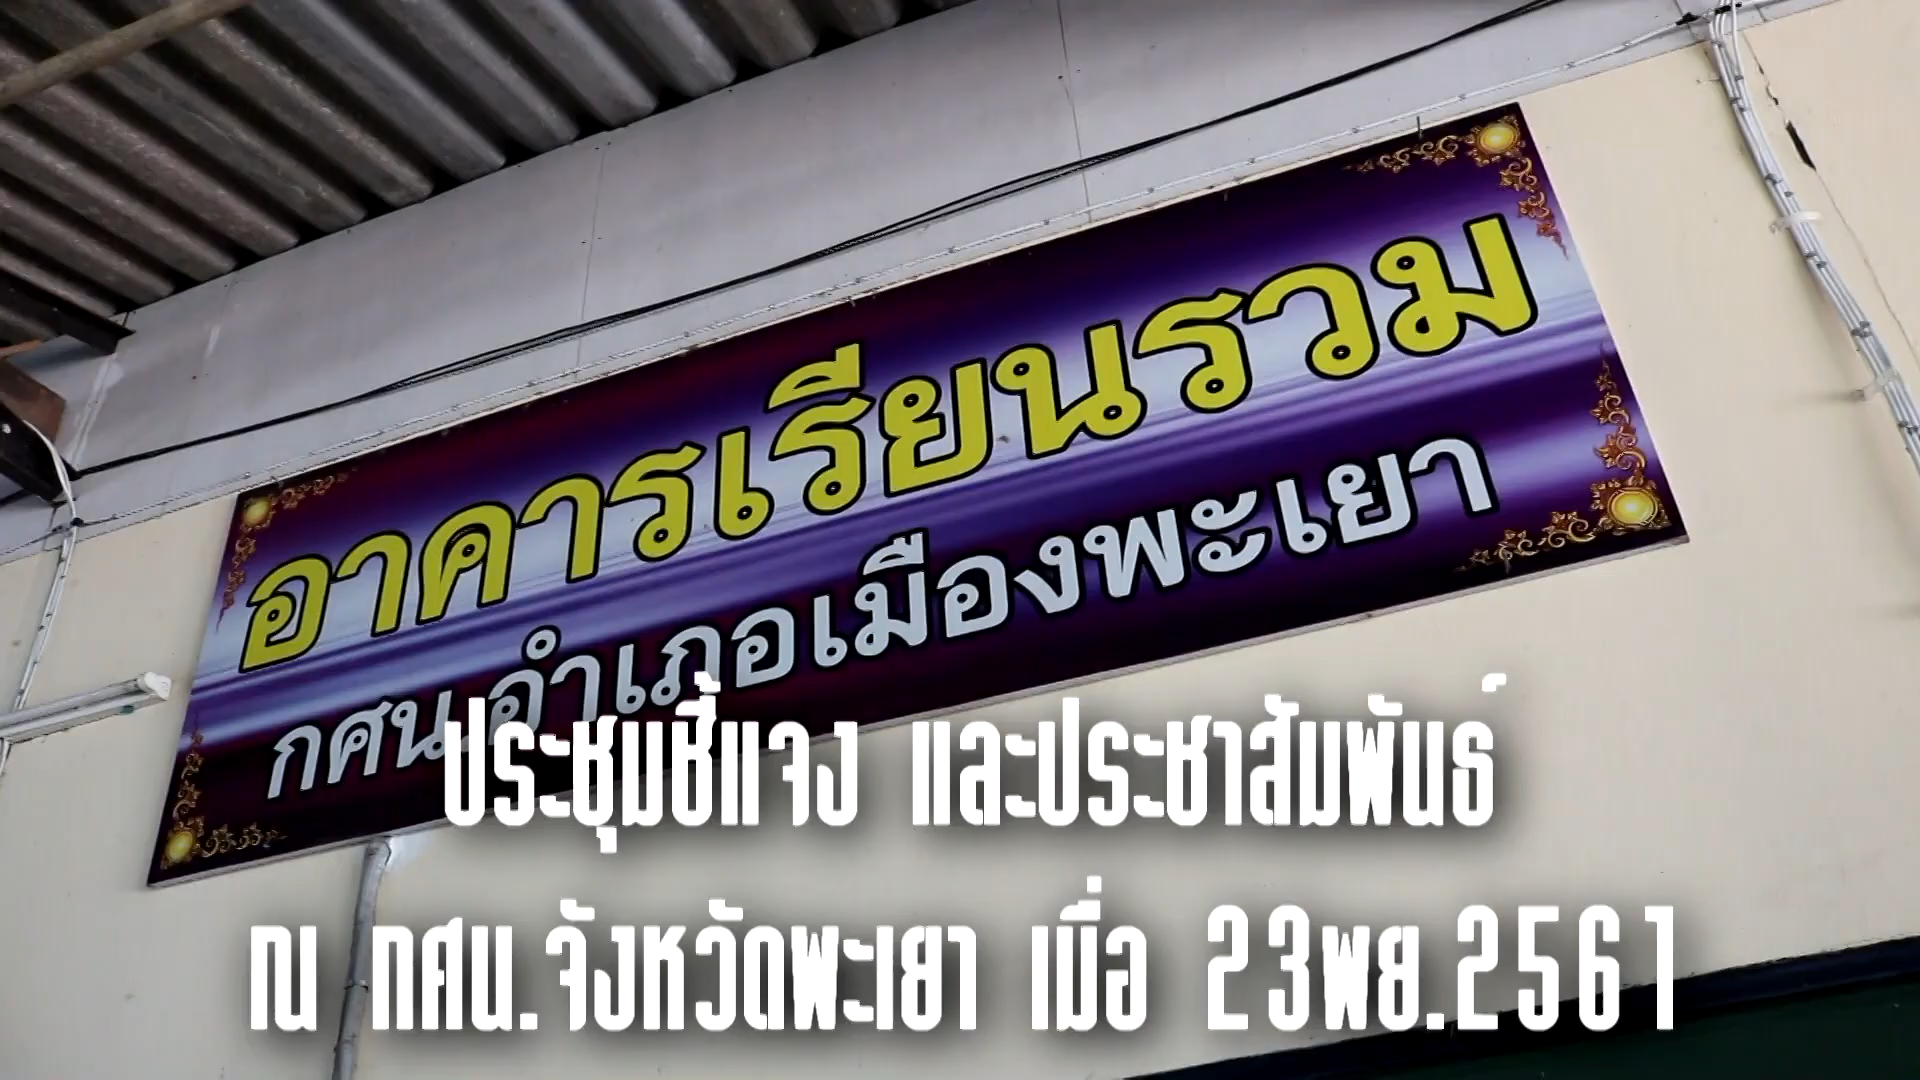 อาคารเรียนรวม
กศน.อำเภอเมืองพะเยา
ประชุมชี้แจง และประชาสัมพันธ์
ณ กศน.จังหวัดพะเยา เมื่อ 23พย.2561